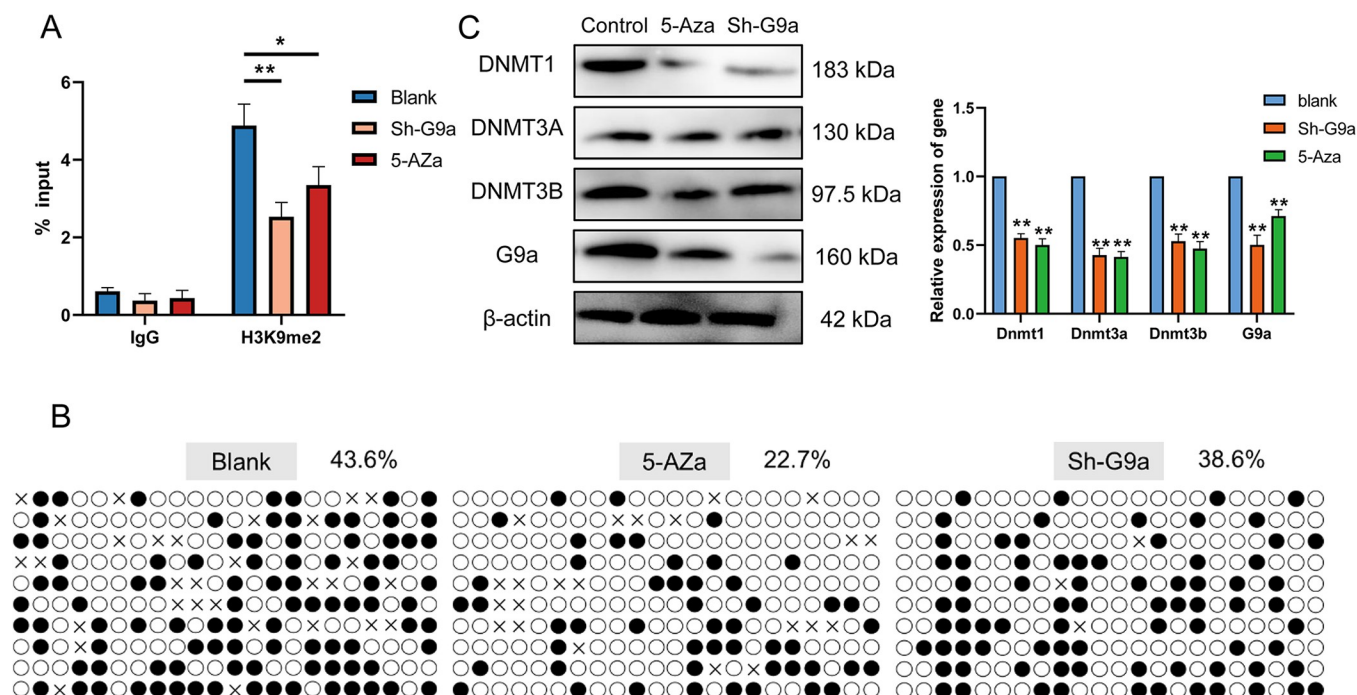 A
C
Control 5-Aza Sh-G9a
* 
**
6
4
2
0
% input
IgG
H3K9me2
Blank
Sh-G9a
5-AZa
DNMT1
183 kDa
DNMT3A
130 kDa
DNMT3B
97.5 kDa
G9a
160 kDa
β-actin
42 kDa
Relative expression of gene
1.5
1.0
0.5
0.0
** ** ** ** ** ** ** **
Dnmt1 Dnmt3a Dnmt3b G9a
blank
Sh-G9a
5-Aza
B
Blank 43.6%
5-AZa 22.7%
Sh-G9a 38.6%